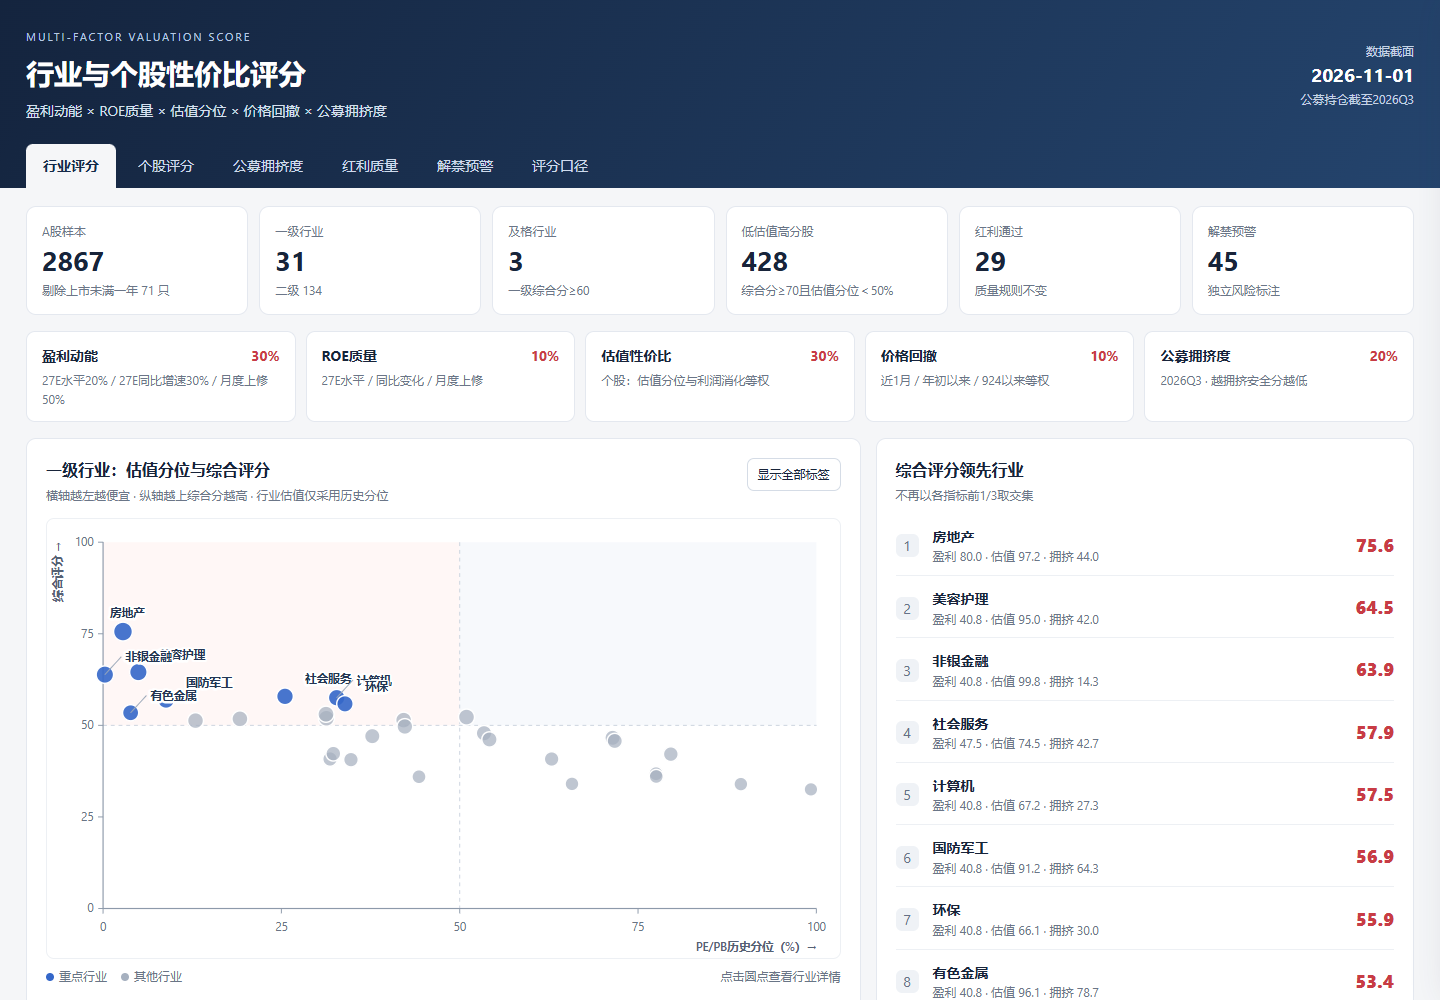 MULTI-FACTOR VALUATION SCORE
行业与个股性价比评分
盈利动能 × ROE质量 × 估值分位 × 价格回撤 × 公募拥挤度
数据截面
2026-11-01
公募持仓截至2026Q3
行业评分
个股评分
公募拥挤度
红利质量
解禁预警
评分口径
A股样本
2867
剔除上市未满一年 71 只
一级行业
31
二级 134
及格行业
3
一级综合分≥60
低估值高分股
428
综合分≥70且估值分位 < 50%
红利通过
29
质量规则不变
解禁预警
45
独立风险标注
盈利动能 30%
27E水平20% / 27E同比增速30% / 月度上修
50%
ROE质量 10%
27E水平 / 同比变化 / 月度上修
估值性价比 30%
个股：估值分位与利润消化等权
价格回撤 10%
近1月 / 年初以来 / 924以来等权
公募拥挤度 20%
2026Q3 · 越拥挤安全分越低
一级行业：估值分位与综合评分
横轴越左越便宜 · 纵轴越上综合分越高 · 行业估值仅采用历史分位
显示全部标签
综合评分 →
100
75
50
25
0
房地产
非银金融
容护理
国防军工
有色金属
社会服务
计算机
环保
0
25
50
75
100
PE/PB历史分位（%） →
重点行业
其他行业
点击圆点查看行业详情
综合评分领先行业
不再以各指标前1/3取交集
1
房地产
盈利 80.0 · 估值 97.2 · 拥挤 44.0
75.6
2
美容护理
盈利 40.8 · 估值 95.0 · 拥挤 42.0
64.5
3
非银金融
盈利 40.8 · 估值 99.8 · 拥挤 14.3
63.9
4
社会服务
盈利 47.5 · 估值 74.5 · 拥挤 42.7
57.9
5
计算机
盈利 40.8 · 估值 67.2 · 拥挤 27.3
57.5
6
国防军工
盈利 40.8 · 估值 91.2 · 拥挤 64.3
56.9
7
环保
盈利 40.8 · 估值 66.1 · 拥挤 30.0
55.9
8
有色金属
盈利 40.8 · 估值 96.1 · 拥挤 78.7
53.4